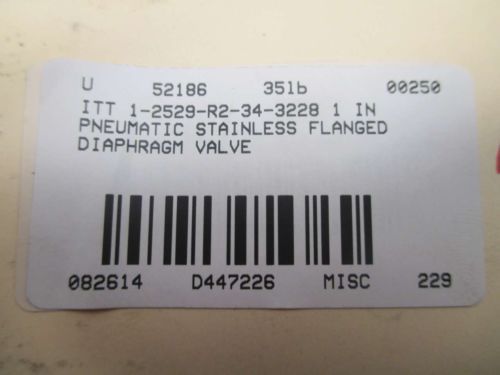 U 52186 35lb 00250
ITT 1-2529-R2-34-3228 1 IN
PNEUMATIC STAINLESS FLANGED
DIAPHRAGM VALVE
082614 D447226 MISC 229